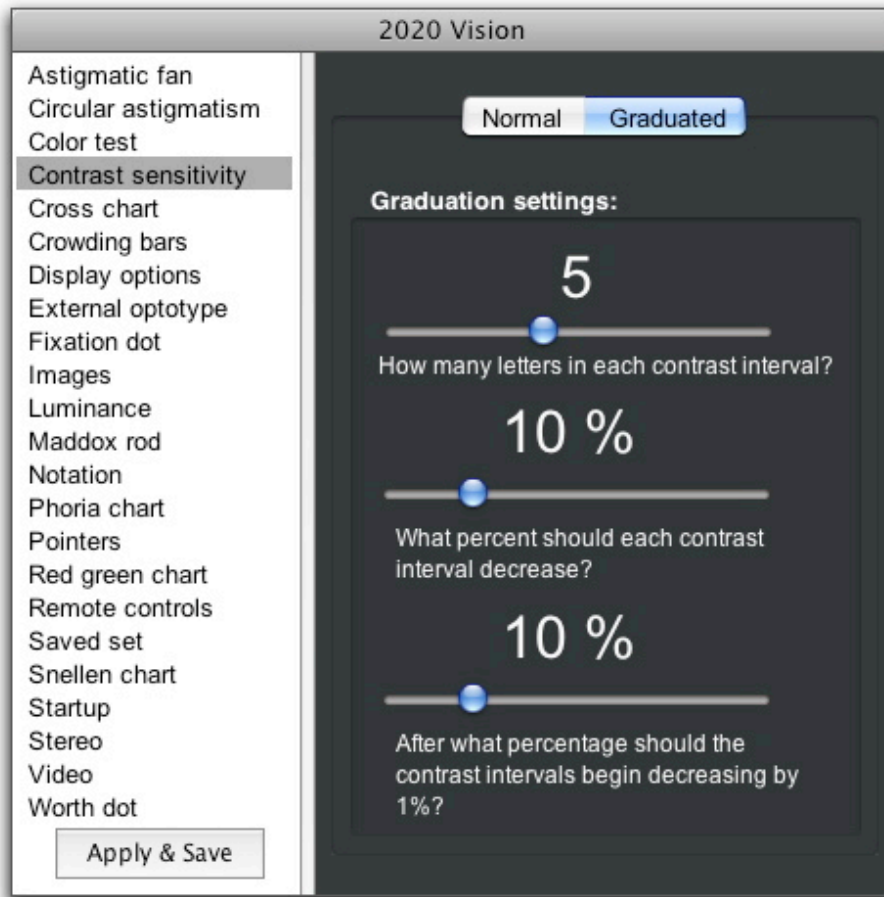 2020 Vision
Astigmatic fan
Circular astigmatism
Color test
Contrast sensitivity
Cross chart
Crowding bars
Display options
External optotype
Fixation dot
Images
Luminance
Maddox rod
Notation
Phoria chart
Pointers
Red green chart
Remote controls
Saved set
Snellen chart
Startup
Stereo
Video
Worth dot
Apply & Save
Normal Graduated
Graduation settings:
5
How many letters in each contrast interval?
10 %
What percent should each contrast
interval decrease?
10 %
After what percentage should the
contrast intervals begin decreasing by
1%?